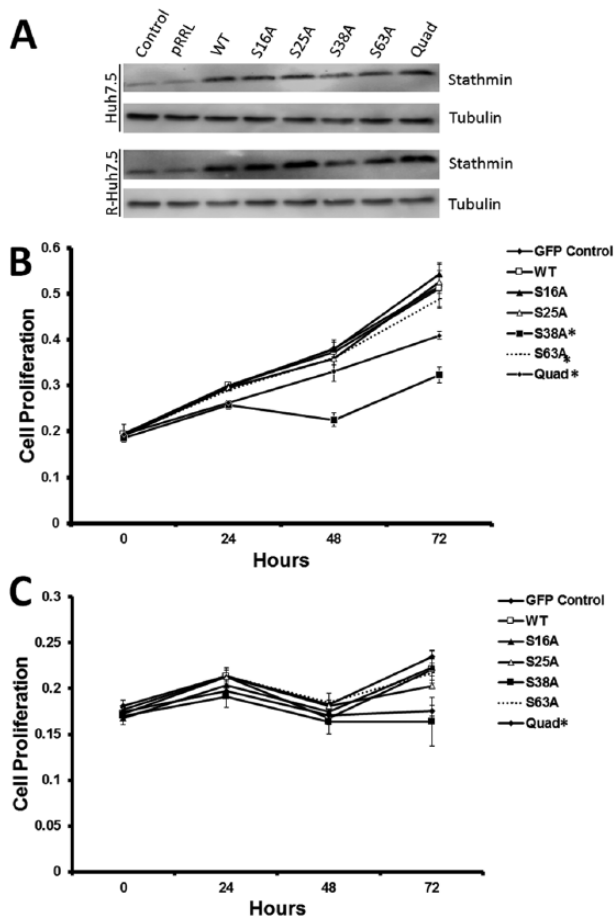 A
Control
pRRL
WT
S16A
S25A
S38A
S63A
Quad
Huh7.5
Stathmin
Tubulin
R-Huh7.5
Stathmin
Tubulin
B
Cell Proliferation
0.6
0.5
0.4
0.3
0.2
0.1
0
0 24 48 72
Hours
GFP Control
WT
S16A
S25A
S38A*
S63A*
Quad*
C
Cell Proliferation
0.3
0.25
0.2
0.15
0.1
0.05
0
0 24 48 72
Hours
GFP Control
WT
S16A
S25A
S38A
S63A
Quad*